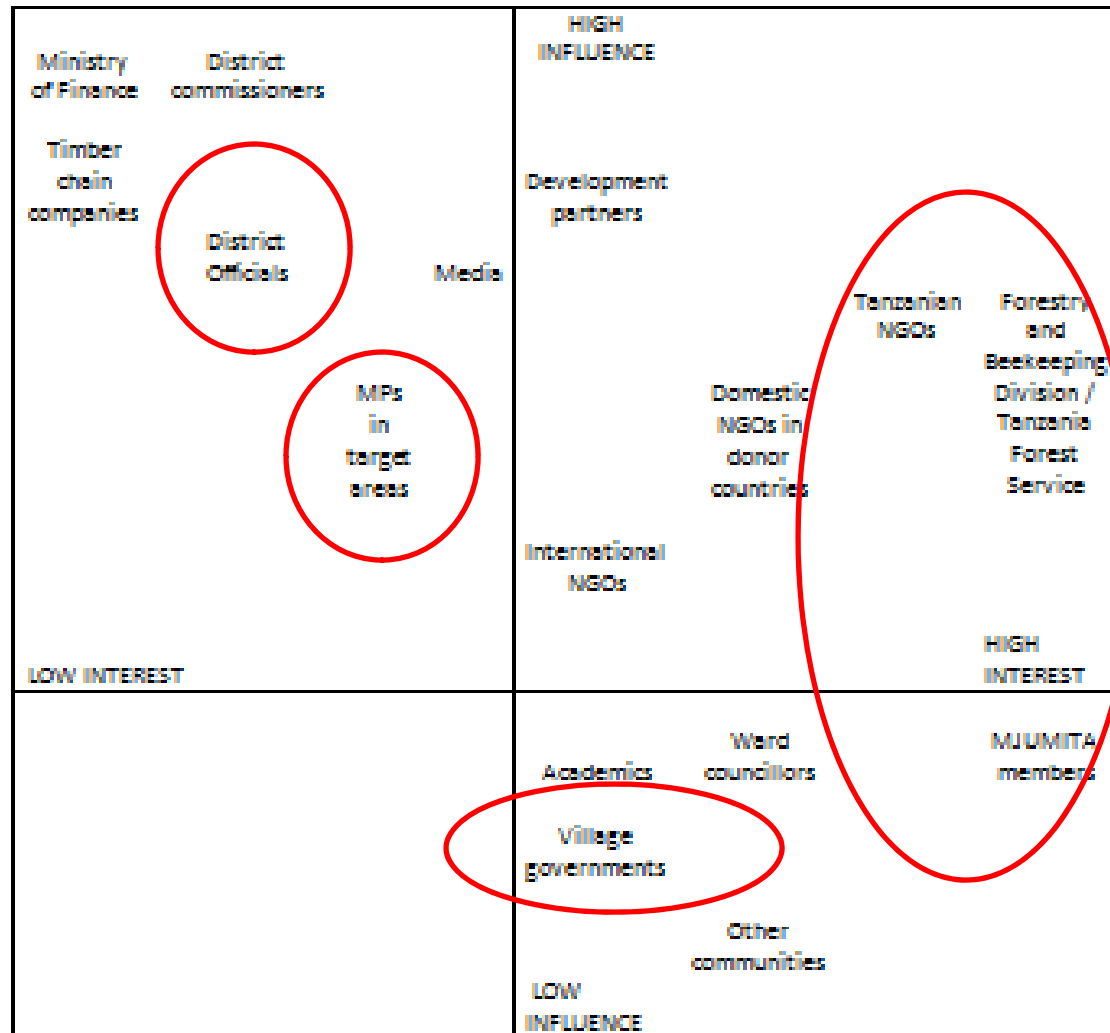 HIGH
INFLUENCE
Ministry
of Finance
District
commissioners
Timber
chain
companies
Development
partners
District
Officials
Media
Tanzanian
NGOs
Forestry
and
Beekeeping
Division /
Tanzania
Forest
Service
MPs
in
target
areas
Domestic
NGOs in
donor
countries
International
NGOs
LOW INTEREST
HIGH
INTEREST
Academics
Ward
councillors
MJUMITA
members
Village
governments
Other
communities
LOW
INFLUENCE